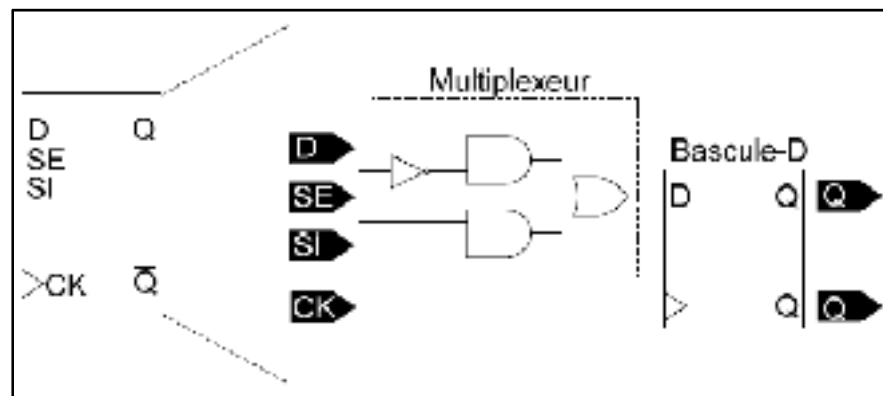 Multiplexeur
D Q
SE
SI
CK Q̅
D
SE
SI
CK
Bascule-D
D Q Q
Q Q